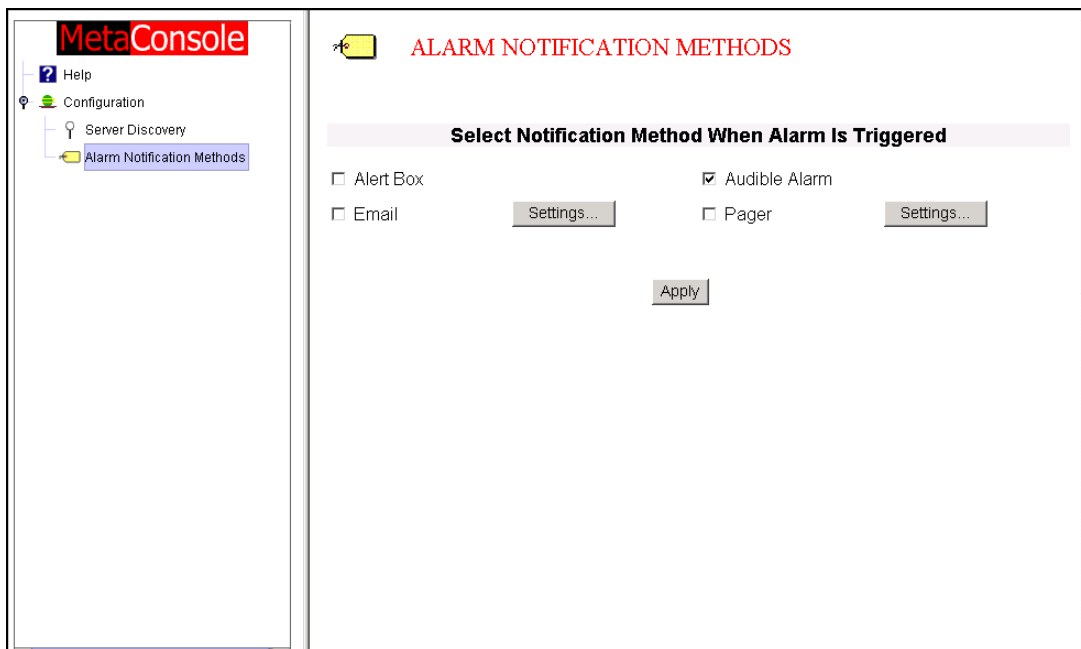 MetaConsole
? Help
Configuration
Server Discovery
Alarm Notification Methods
ALARM NOTIFICATION METHODS
Select Notification Method When Alarm Is Triggered
Alert Box
Audible Alarm
Email Settings...
Pager Settings...
Apply